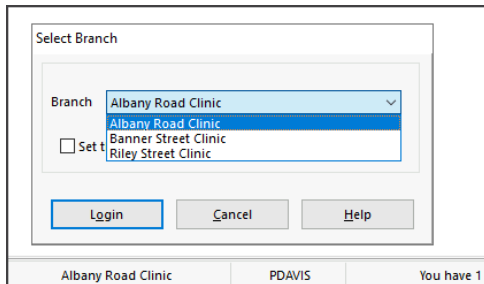 Select Branch
Branch Albany Road Clinic
Albany Road Clinic
Banner Street Clinic
Set t
Riley Street Clinic
Login Cancel Help
Albany Road Clinic PDAVIS You have 1